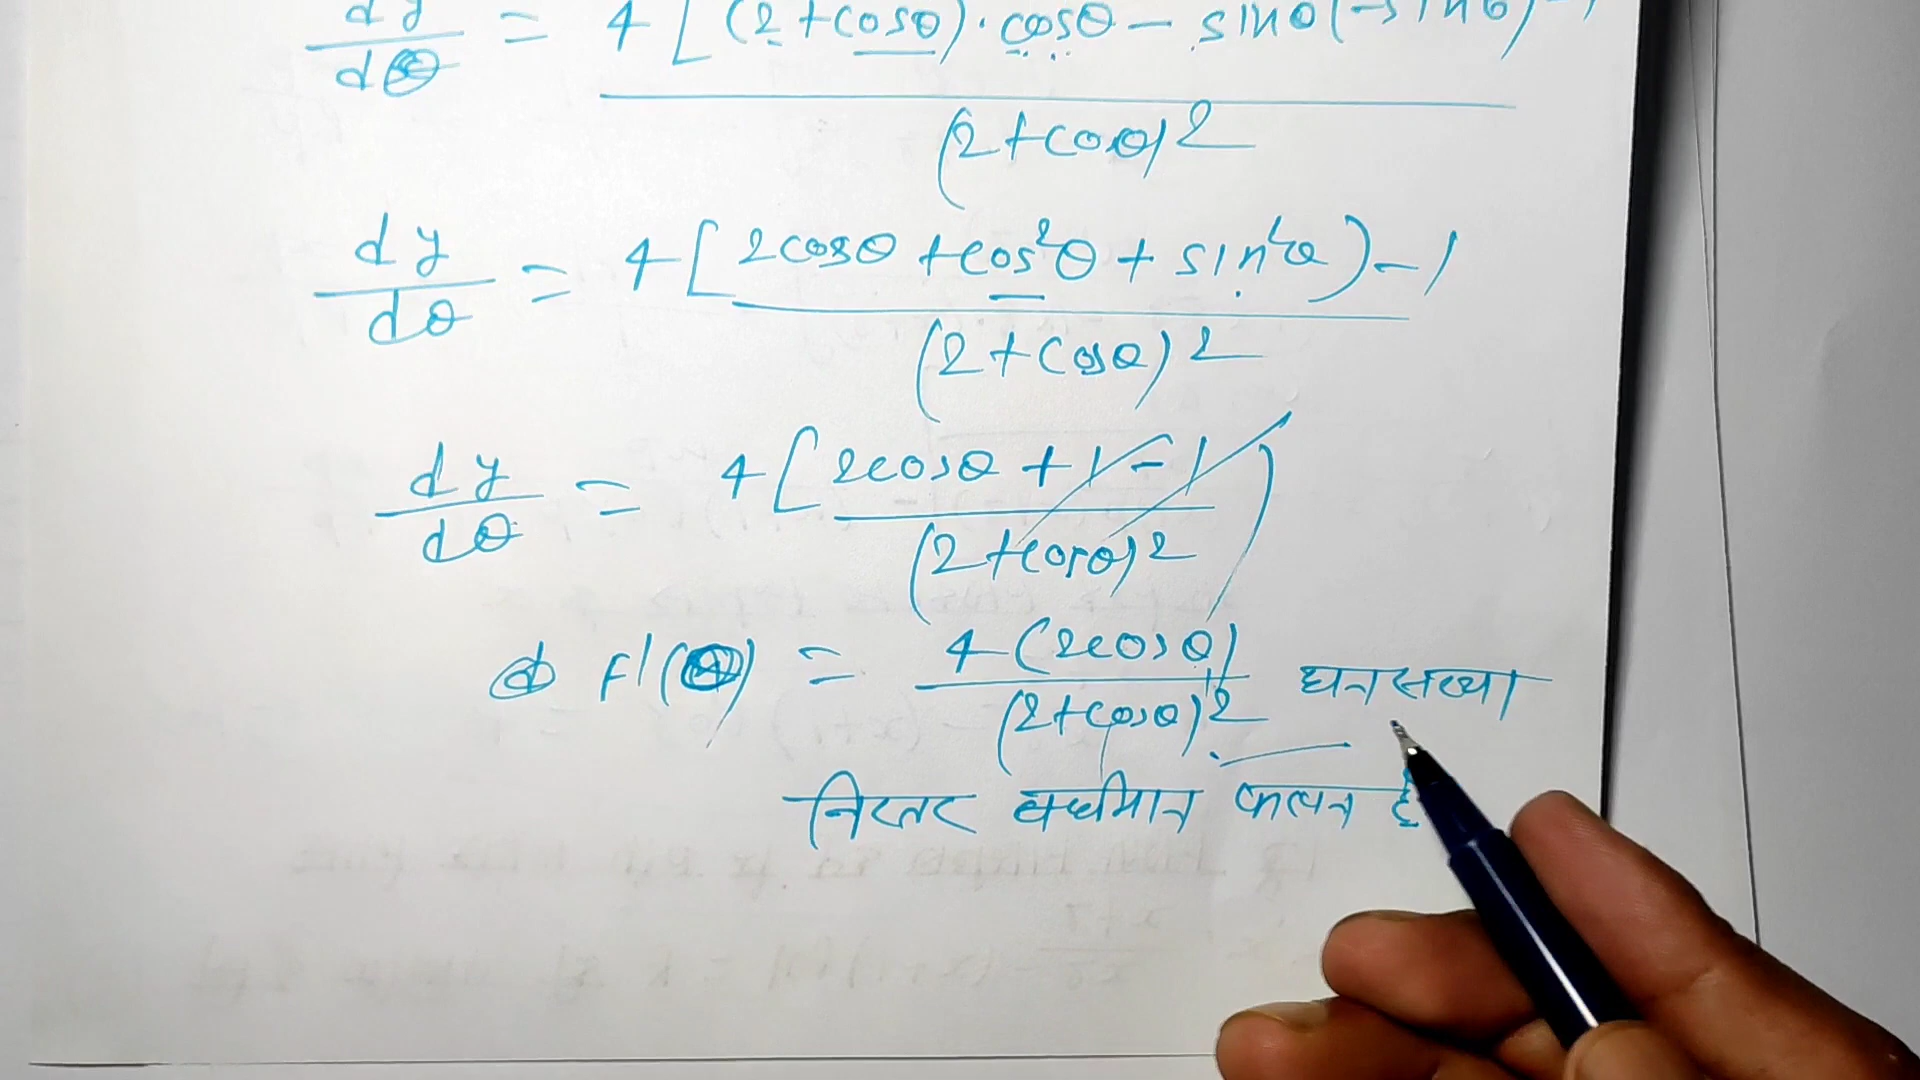 dy/dθ = 4[(2+cosθ)·cosθ - sinθ(-sinθ)-1
(2+cosθ)2
dy/dθ = 4[2cosθ + cos²θ + sin²θ) - 1
(2+cosθ)2
dy/dθ = 4[2cosθ + 1 - 1)
(2+cosθ)2
F'(θ) = 4(2cosθ) / (2+cosθ)2 धनसख्या
निरन्तर वर्धमान फलन है